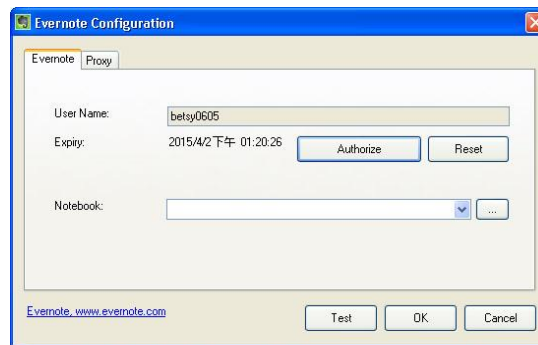 Evernote Configuration
Evernote Proxy
User Name: betsy0605
Expiry: 2015/4/2下午 01:20:26 Authorize Reset
Notebook: ...
Evernote, www.evernote.com Test OK Cancel